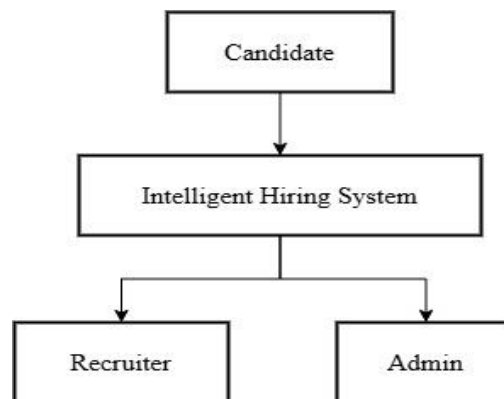 Candidate
Intelligent Hiring System
Recruiter
Admin